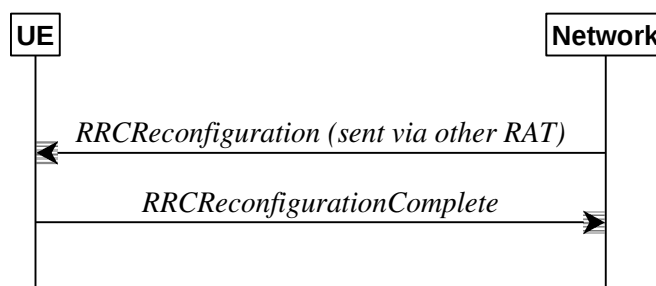 UE
Network
RRCReconfiguration (sent via other RAT)
RRCReconfigurationComplete